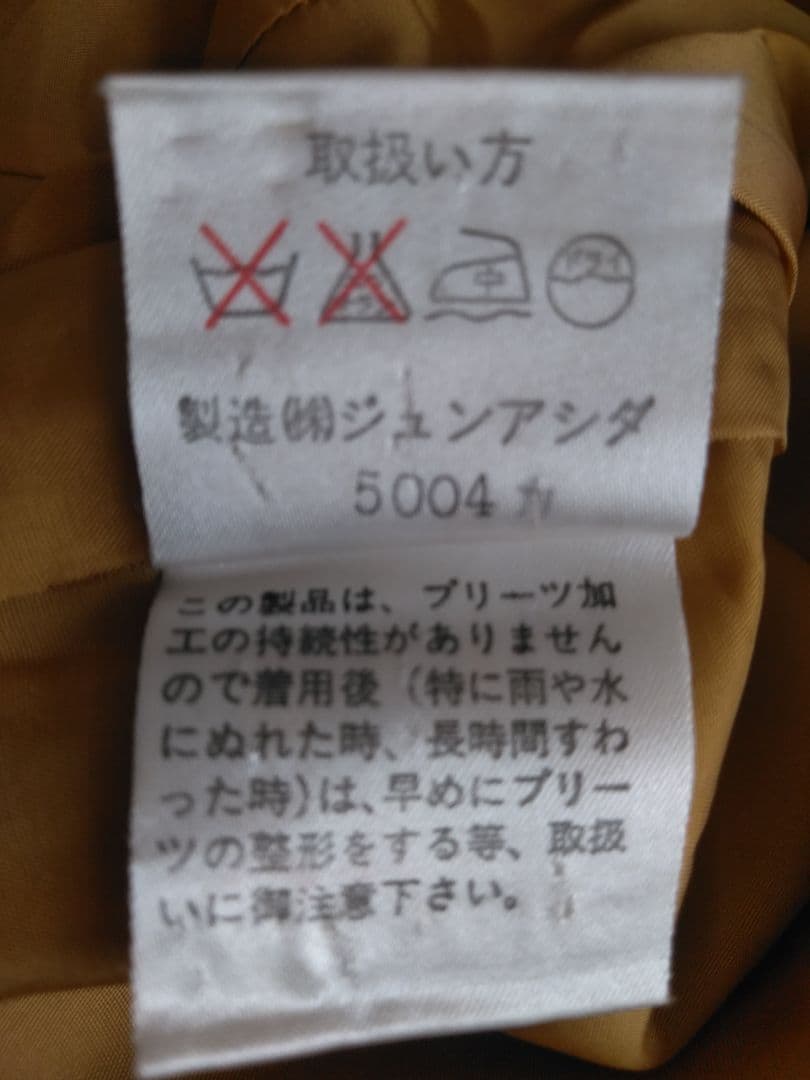 取扱い方
中 ドライ
製造㈱ジュンアシダ
5004 カ
この製品は、プリーツ加
工の持続性がありません
ので着用後（特に雨や水
にぬれた時、長時間すわ
った時)は、早めにプリー
ツの整形をする等、取扱
いに御注意下さい。